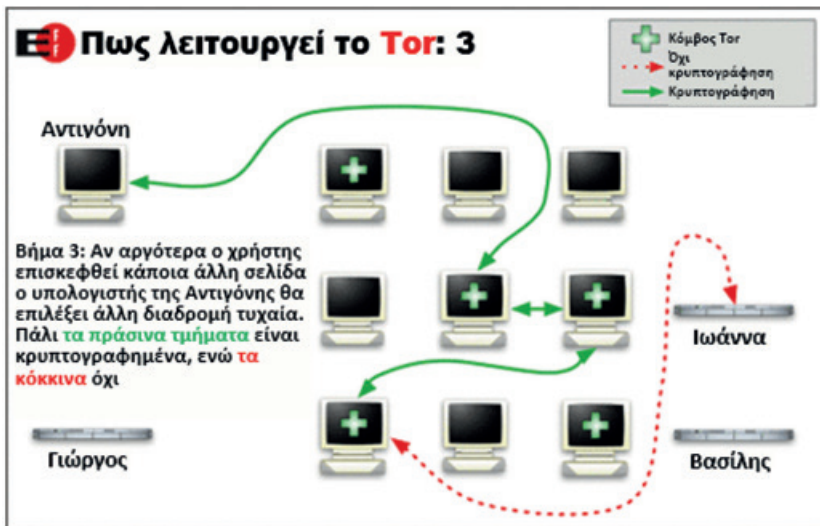 EFF Πως λειτουργεί το Tor: 3
Κόμβος Tor
Όχι
κρυπτογράφηση
Κρυπτογράφηση
Αντιγόνη
Βήμα 3: Αν αργότερα ο χρήστης
επισκεφθεί κάποια άλλη σελίδα
ο υπολογιστής της Αντιγόνης θα
επιλέξει άλλη διαδρομή τυχαία.
Πάλι τα πράσινα τμήματα είναι
κρυπτογραφημένα, ενώ τα
κόκκινα όχι
Ιωάννα
Γιώργος
Βασίλης